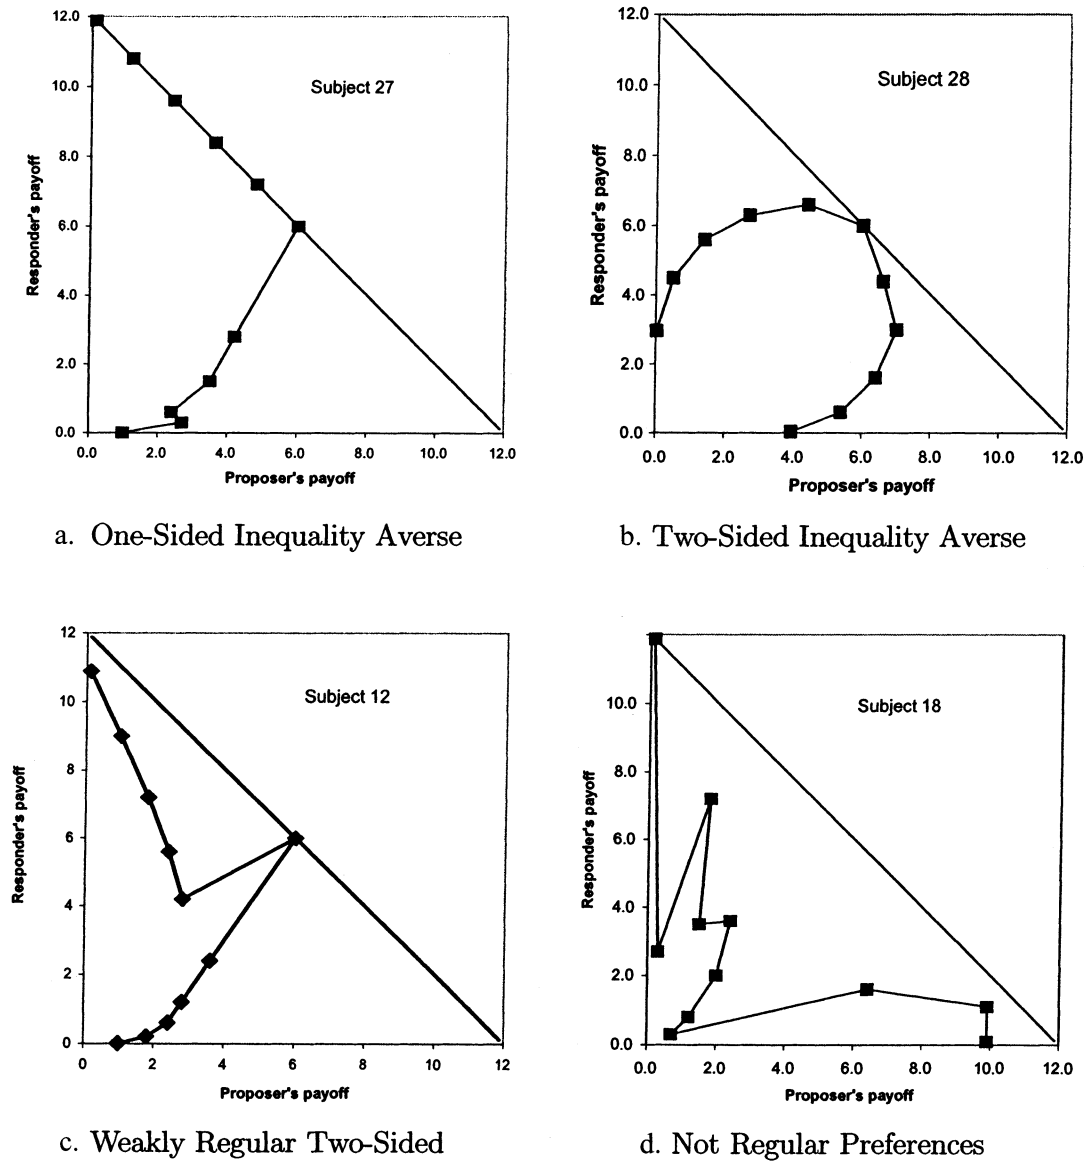 12.0
10.0
8.0
6.0
4.0
2.0
0.0
Responder's payoff
Subject 27
0.0 2.0 4.0 6.0 8.0 10.0 12.0
Proposer's payoff
a. One-Sided Inequality Averse
12.0
10.0
8.0
6.0
4.0
2.0
0.0
Responder's payoff
Subject 28
0.0 2.0 4.0 6.0 8.0 10.0 12.0
Proposer's payoff
b. Two-Sided Inequality Averse
12
10
8
6
4
2
0
Responder's payoff
Subject 12
0 2 4 6 8 10 12
Proposer's payoff
c. Weakly Regular Two-Sided
10.0
8.0
6.0
4.0
2.0
0.0
Responder's payoff
Subject 18
0.0 2.0 4.0 6.0 8.0 10.0 12.0
Proposer's payoff
d. Not Regular Preferences